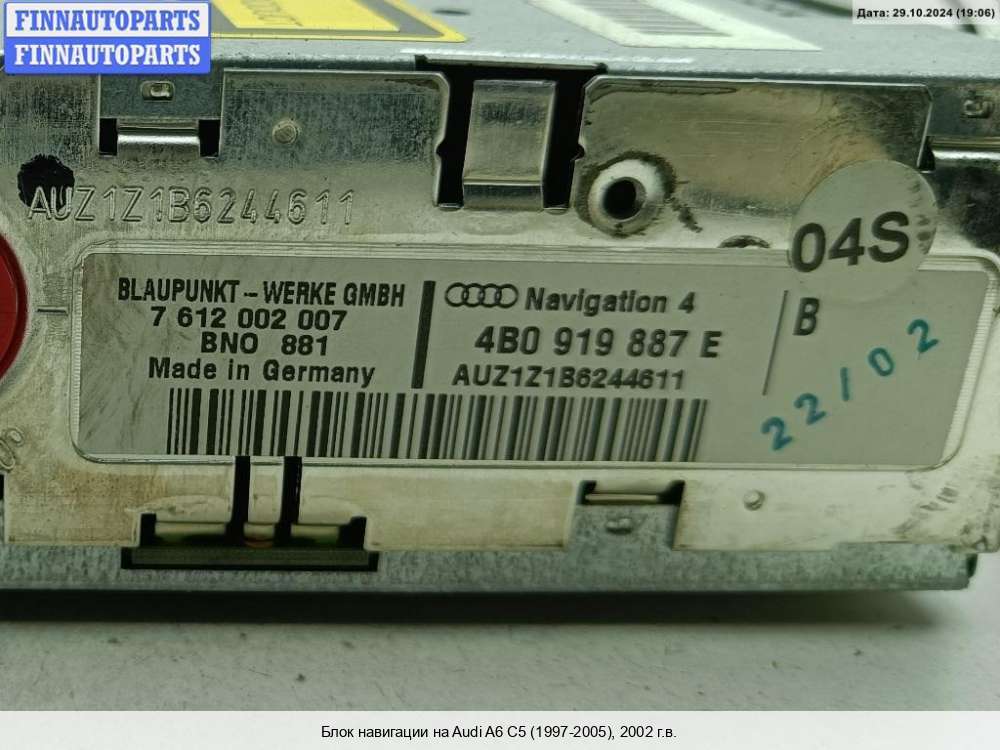 FINNAUTOPARTS
FINNAUTOPARTS
Дата: 29.10.2024 (19:06)
AUZ1Z1B6244611
04S
BLAUPUNKT - WERKE GMBH
7 612 002 007
BNO 881
Made in Germany
Navigation 4
4B0 919 887 E
AUZ1Z1B6244611
B
22/02
Блок навигации на Audi A6 C5 (1997-2005), 2002 г.в.